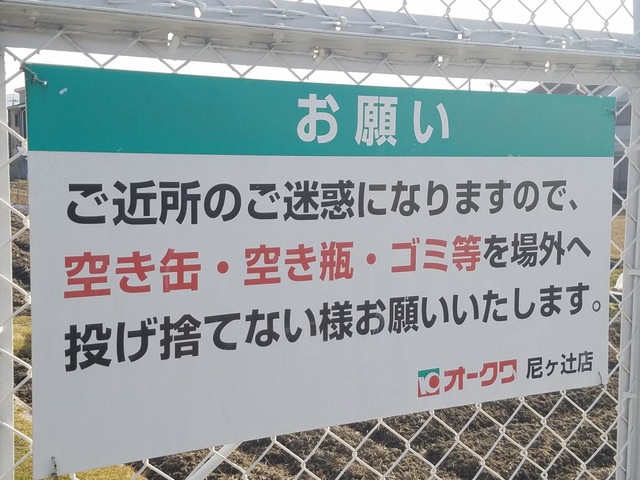 お願い
ご近所のご迷惑になりますので、
空き缶・空き瓶・ゴミ等を場外へ
投げ捨てない様お願いいたします。
オークワ 尼ヶ辻店